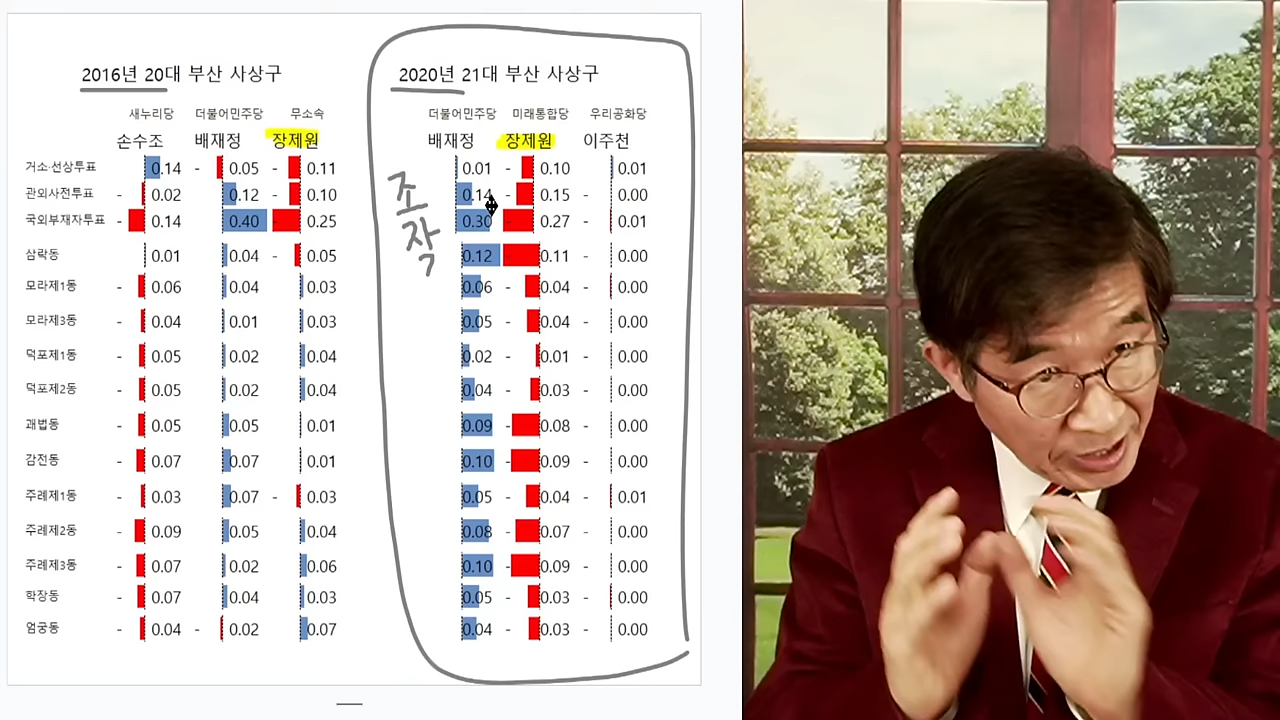 2016년 20대 부산 사상구
새누리당 더불어민주당 무소속
손수조 배재정 장제원
거소·선상투표 0.14 - 0.05 - 0.11
관외사전투표 - 0.02 0.12 - 0.10
국외부재자투표 - 0.14 0.40 - 0.25
삼락동 0.01 0.04 - 0.05
모라제1동 - 0.06 0.04 0.03
모라제3동 - 0.04 0.01 0.03
덕포제1동 - 0.05 0.02 0.04
덕포제2동 - 0.05 0.02 0.04
괘법동 - 0.05 0.05 0.01
감전동 - 0.07 0.07 0.01
주례제1동 - 0.03 0.07 - 0.03
주례제2동 - 0.09 0.05 0.04
주례제3동 - 0.07 0.02 0.06
학장동 - 0.07 0.04 0.03
엄궁동 - 0.04 - 0.02 0.07
2020년 21대 부산 사상구
더불어민주당 미래통합당 우리공화당
배재정 장제원 이주천
0.01 - 0.10 0.01
0.14 - 0.15 - 0.00
0.30 - 0.27 - 0.01
0.12 - 0.11 - 0.00
0.06 - 0.04 - 0.00
0.05 - 0.04 - 0.00
0.02 - 0.01 - 0.00
0.04 - 0.03 - 0.00
0.09 - 0.08 - 0.00
0.10 - 0.09 - 0.00
0.05 - 0.04 - 0.01
0.08 - 0.07 - 0.00
0.10 - 0.09 - 0.00
0.05 - 0.03 - 0.00
0.04 - 0.03 - 0.00
조
작